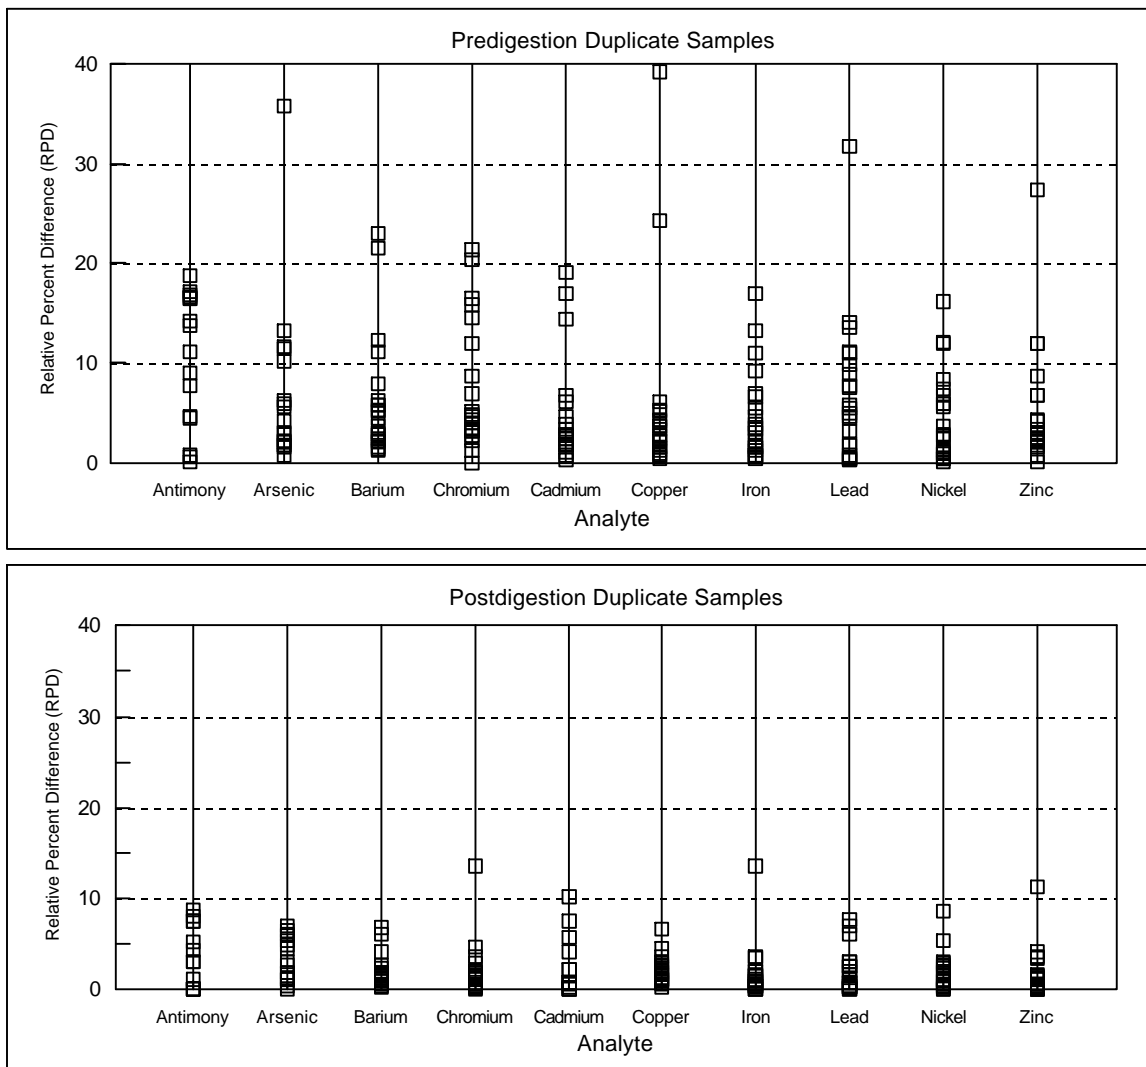 Predigestion Duplicate Samples
Relative Percent Difference (RPD)
40
30
20
10
0
Antimony Arsenic Barium Chromium Cadmium Copper Iron Lead Nickel Zinc
Analyte
Postdigestion Duplicate Samples
Relative Percent Difference (RPD)
40
30
20
10
0
Antimony Arsenic Barium Chromium Cadmium Copper Iron Lead Nickel Zinc
Analyte